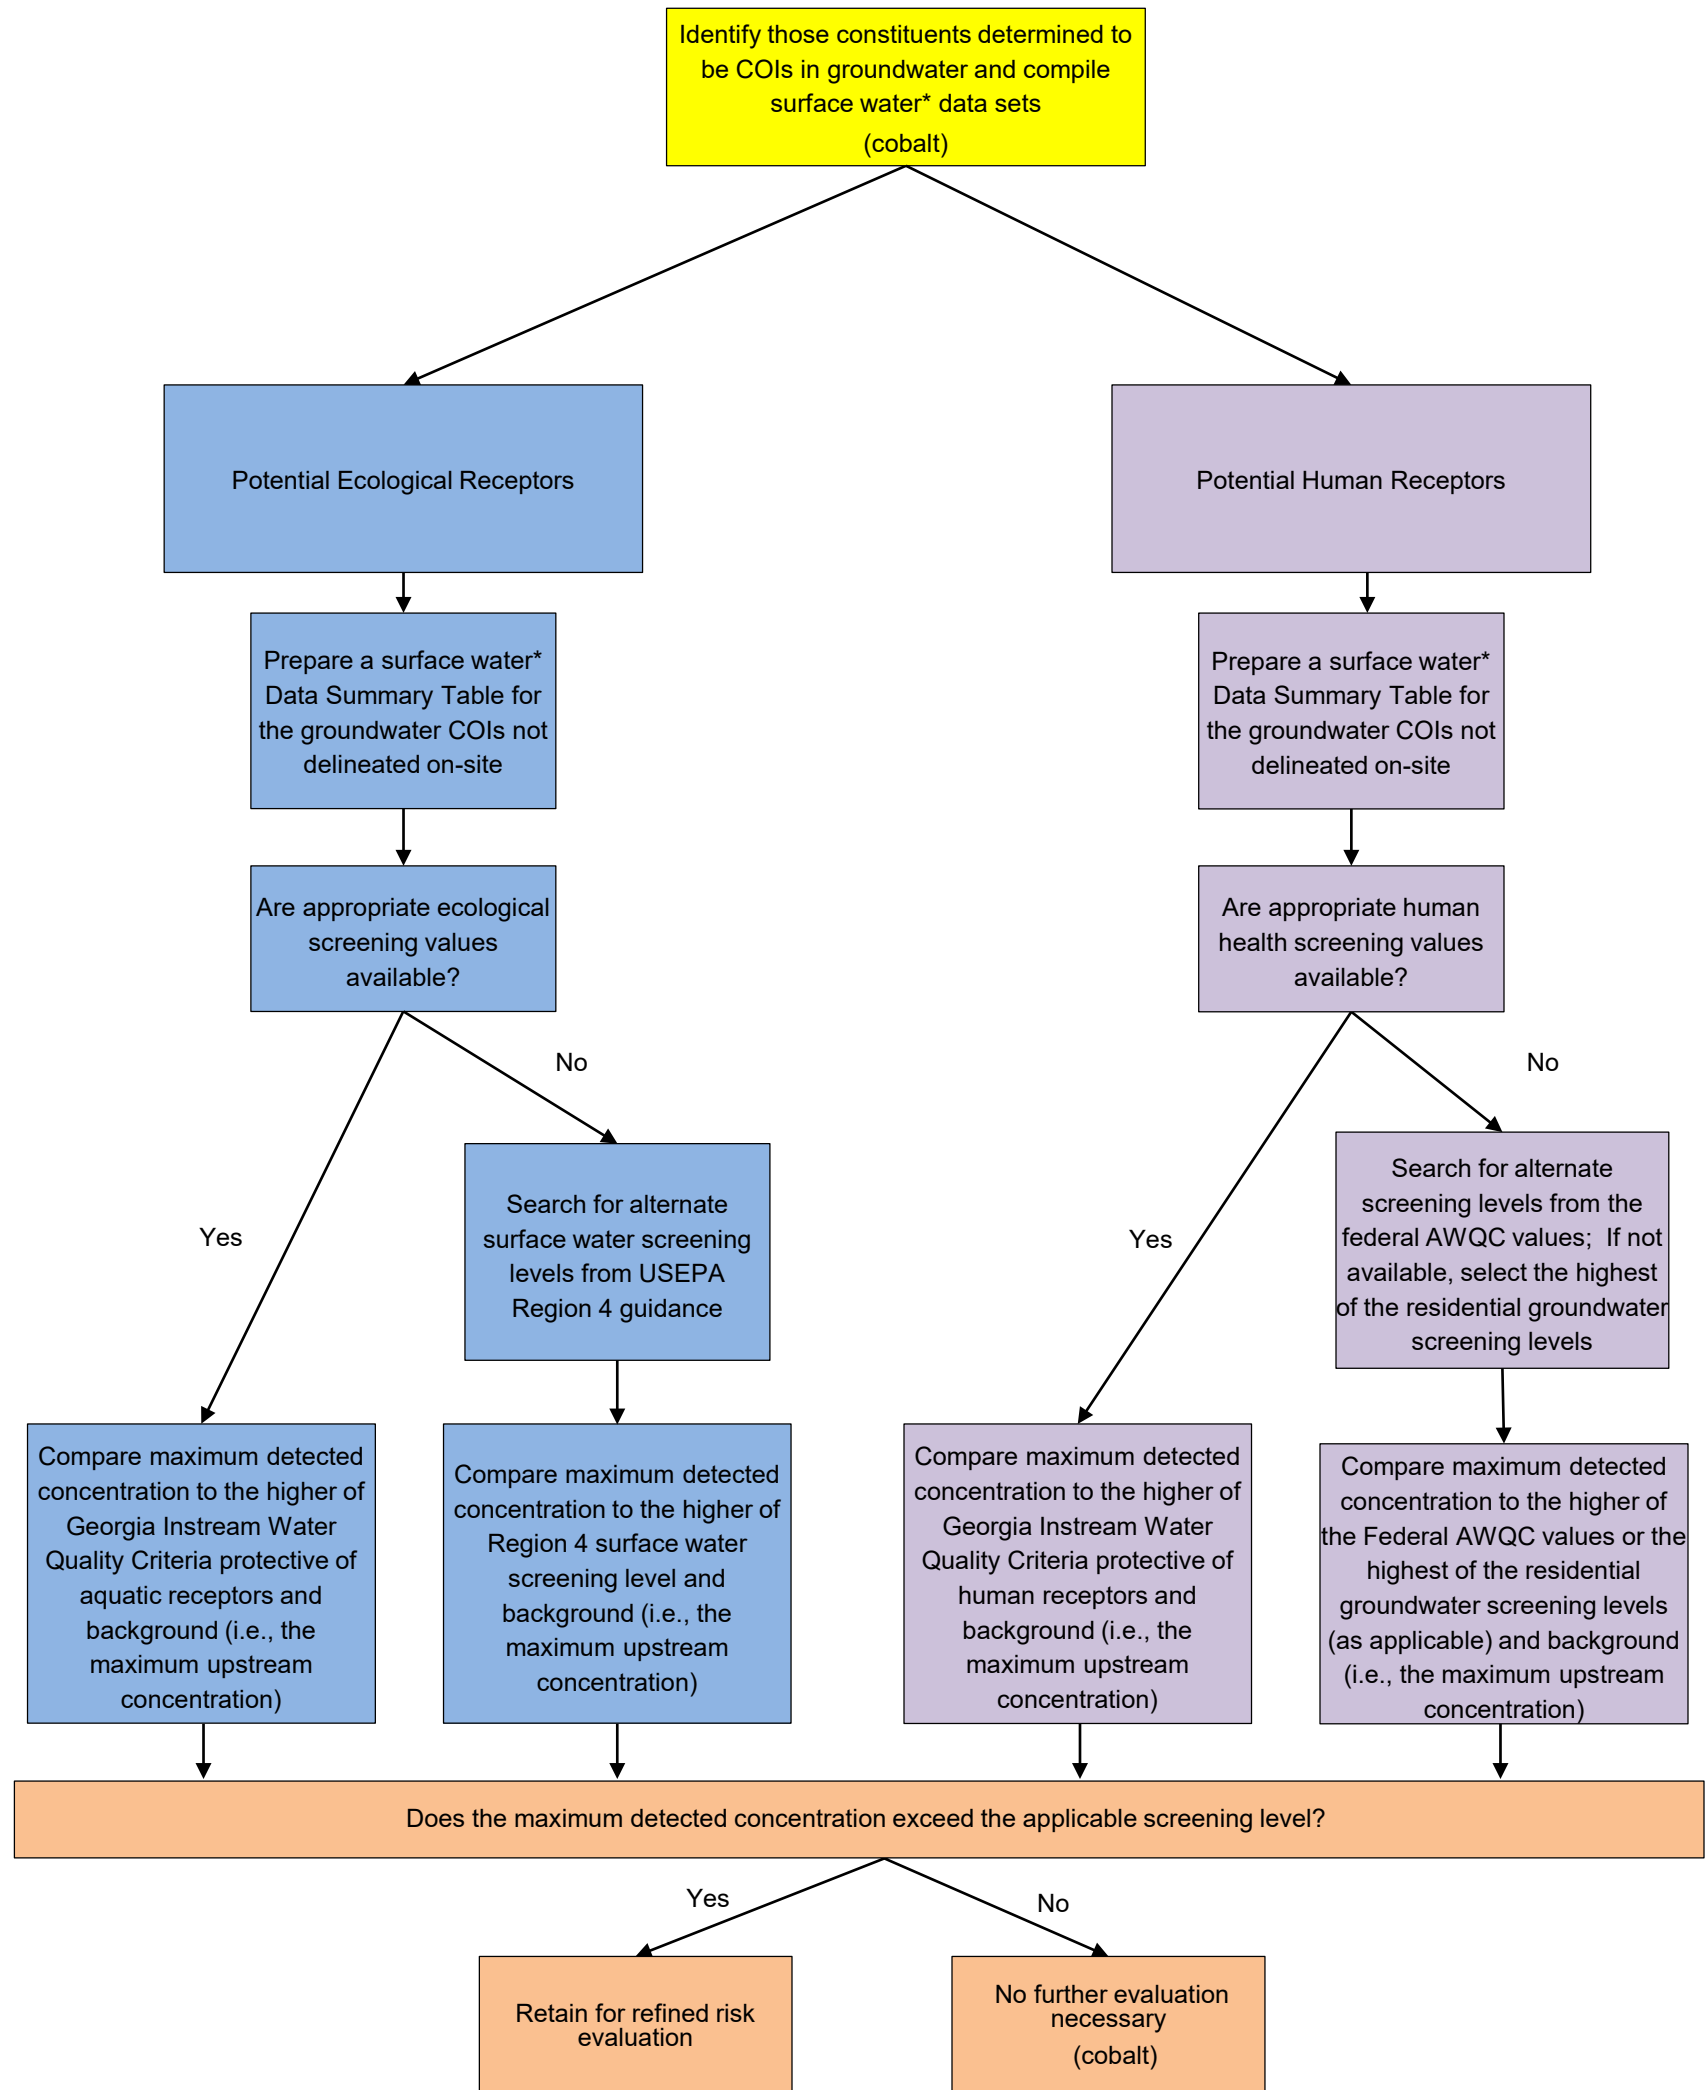 Identify those constituents determined to
be COIs in groundwater and compile
surface water* data sets
(cobalt)
Potential Ecological Receptors
Potential Human Receptors
Prepare a surface water*
Data Summary Table for
the groundwater COIs not
delineated on-site
Prepare a surface water*
Data Summary Table for
the groundwater COIs not
delineated on-site
Are appropriate ecological
screening values
available?
Are appropriate human
health screening values
available?
No
No
Yes
Yes
Search for alternate
surface water screening
levels from USEPA
Region 4 guidance
Search for alternate
screening levels from the
federal AWQC values;  If not
available, select the highest
of the residential groundwater
screening levels
Compare maximum detected
concentration to the higher of
Georgia Instream Water
Quality Criteria protective of
aquatic receptors and
background (i.e., the
maximum upstream
concentration)
Compare maximum detected
concentration to the higher of
Region 4 surface water
screening level and
background (i.e., the
maximum upstream
concentration)
Compare maximum detected
concentration to the higher of
Georgia Instream Water
Quality Criteria protective of
human receptors and
background (i.e., the
maximum upstream
concentration)
Compare maximum detected
concentration to the higher of
the Federal AWQC values or the
highest of the residential
groundwater screening levels
(as applicable) and background
(i.e., the maximum upstream
concentration)
Does the maximum detected concentration exceed the applicable screening level?
Yes
No
Retain for refined risk
evaluation
No further evaluation
necessary
(cobalt)